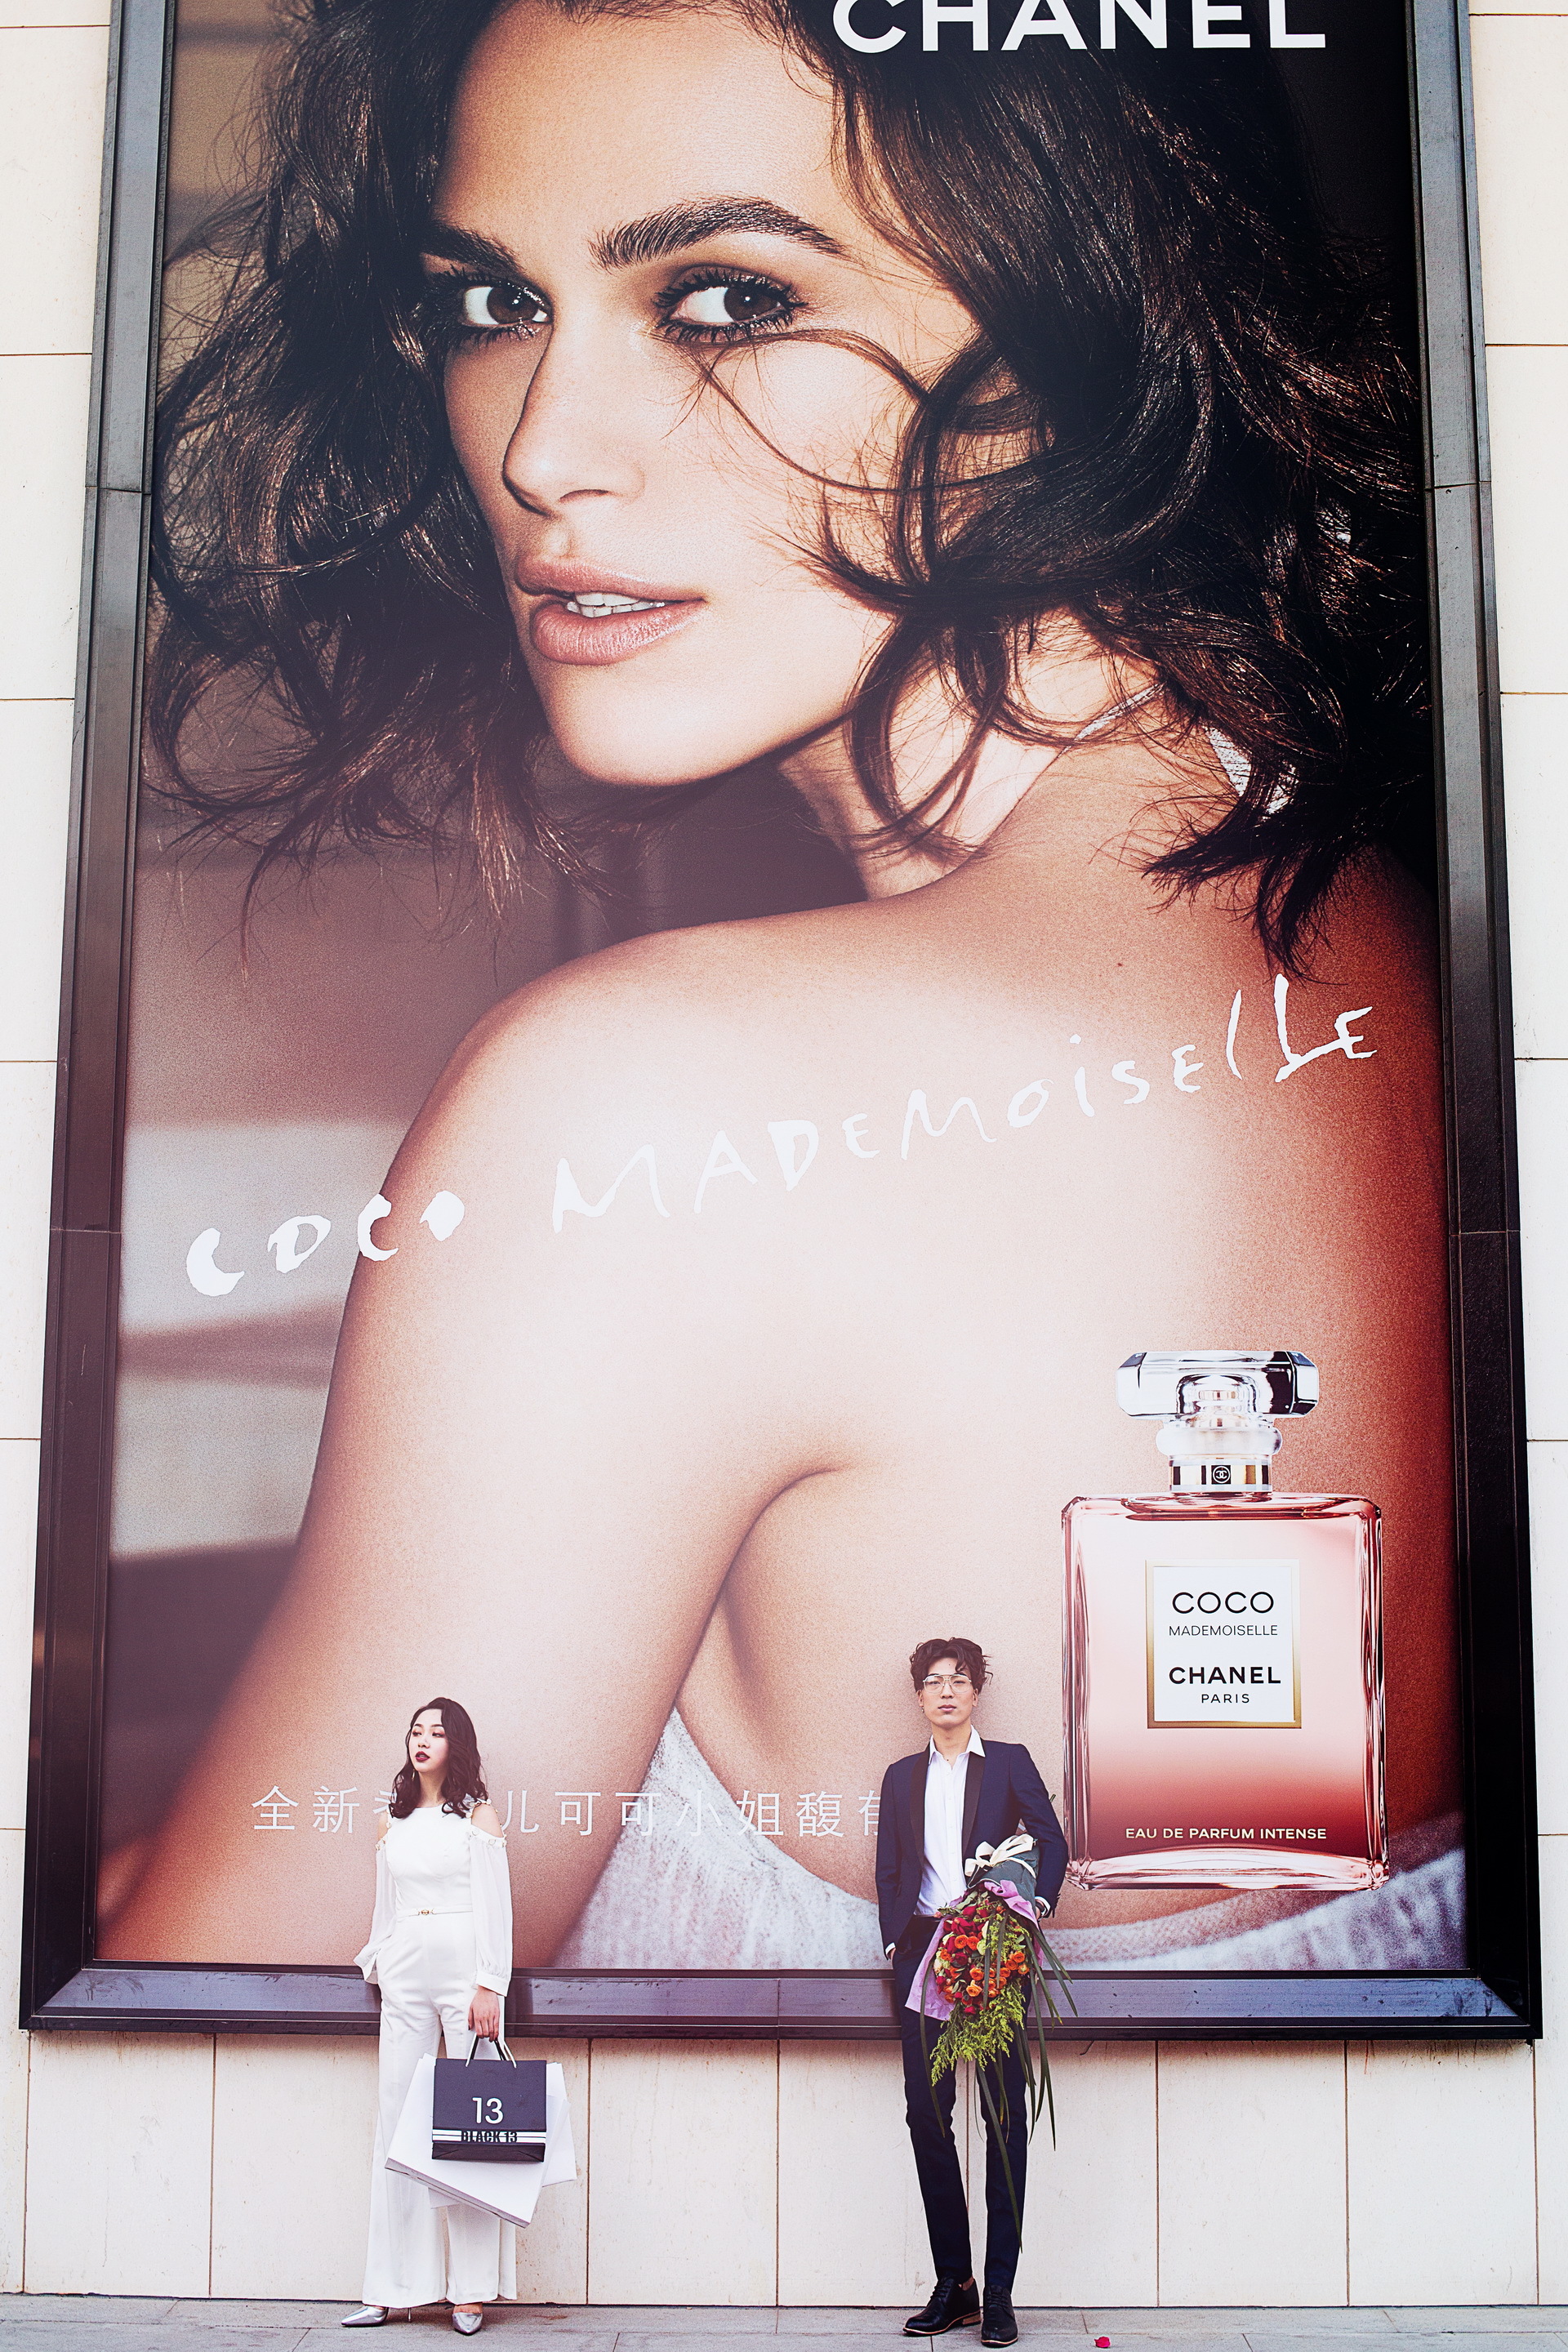 CHANEL
COCO MADEMOISELLE
COCO
MADEMOISELLE
CHANEL
PARIS
EAU DE PARFUM INTENSE
全新 儿可可小姐馥
13
BLACK 13